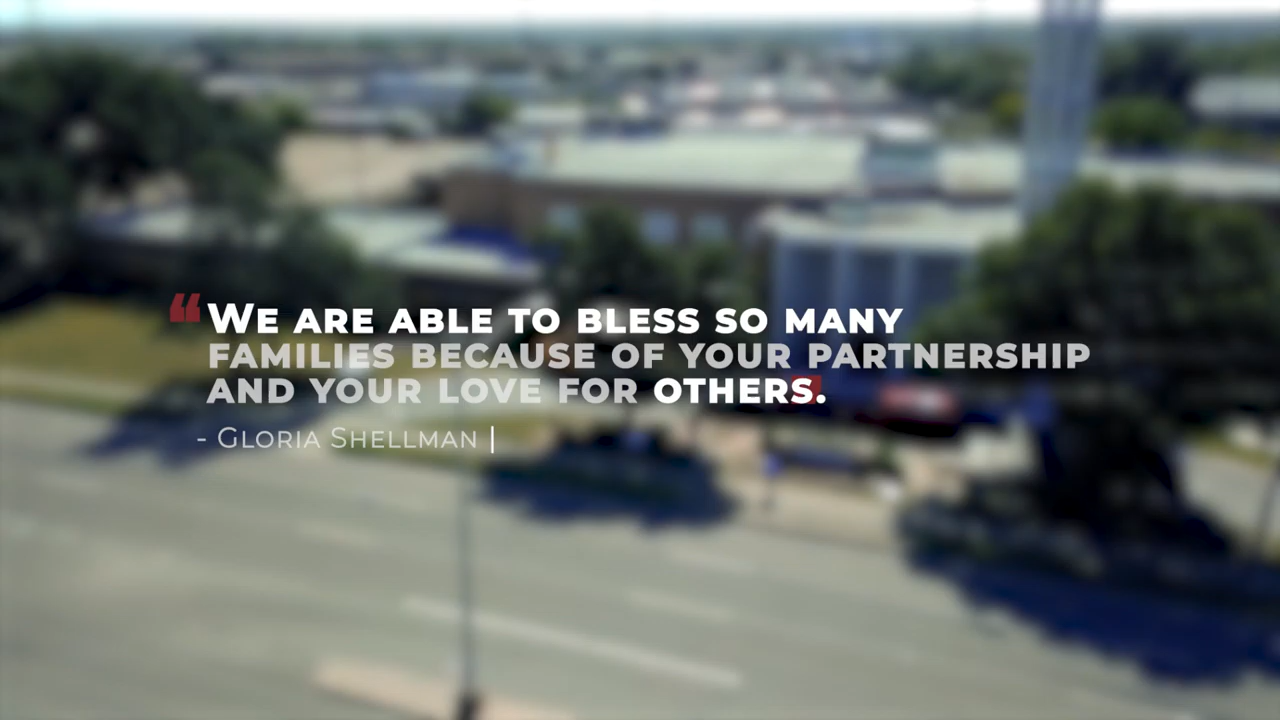 “We are able to bless so many
families because of your partnership
and your love for others.”
- Gloria Shellman |